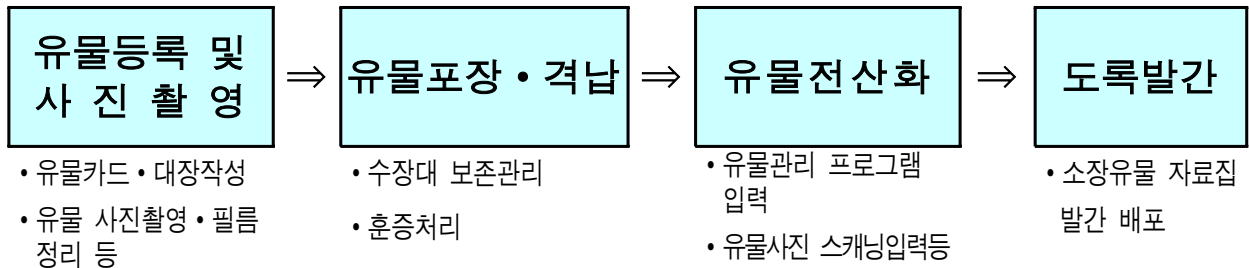 유물등록 및
사 진 촬 영
⇒
유물포장・격납
⇒
유물전산화
⇒
도록발간
• 유물카드・대장작성
• 유물 사진촬영・필름
정리 등
• 수장대 보존관리
• 훈증처리
• 유물관리 프로그램
입력
• 유물사진 스캐닝입력등
• 소장유물 자료집
발간 배포